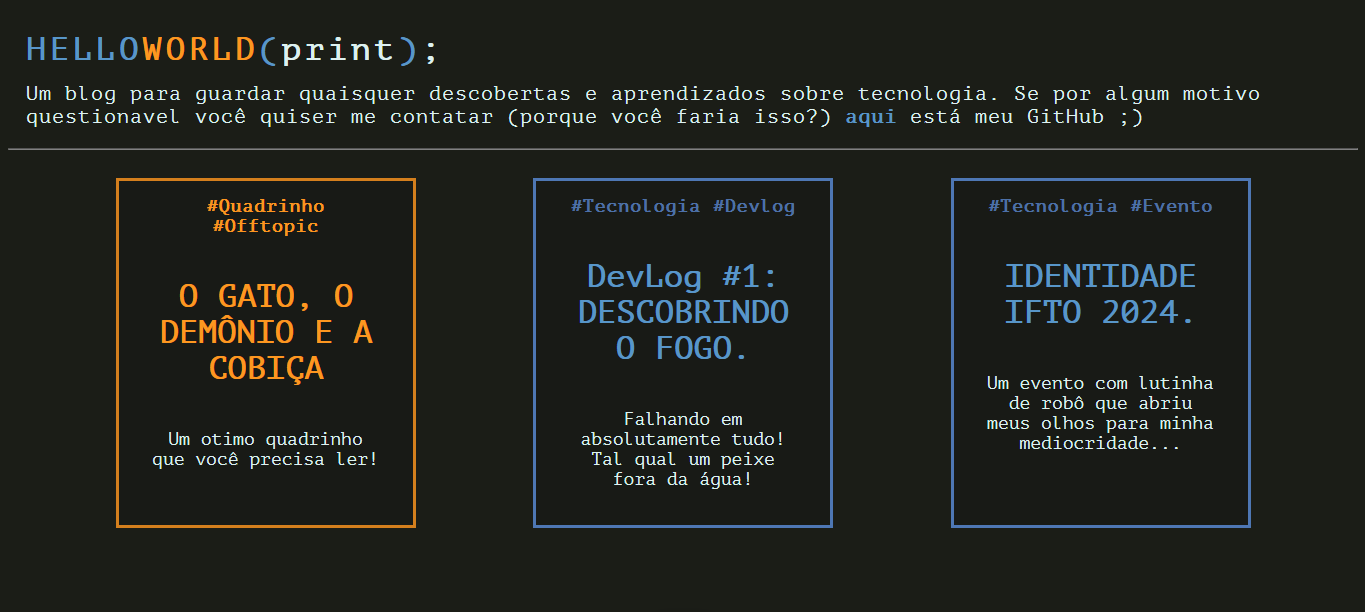 HELLOWORLD(print);
Um blog para guardar quaisquer descobertas e aprendizados sobre tecnologia. Se por algum motivo
questionavel você quiser me contatar (porque você faria isso?) aqui está meu GitHub ;)
#Quadrinho
#Offtopic
O GATO, O
DEMÔNIO E A
COBIÇA
Um otimo quadrinho
que você precisa ler!
#Tecnologia #Devlog
DevLog #1:
DESCOBRINDO
O FOGO.
Falhando em
absolutamente tudo!
Tal qual um peixe
fora da água!
#Tecnologia #Evento
IDENTIDADE
IFTO 2024.
Um evento com lutinha
de robô que abriu
meus olhos para minha
mediocridade...